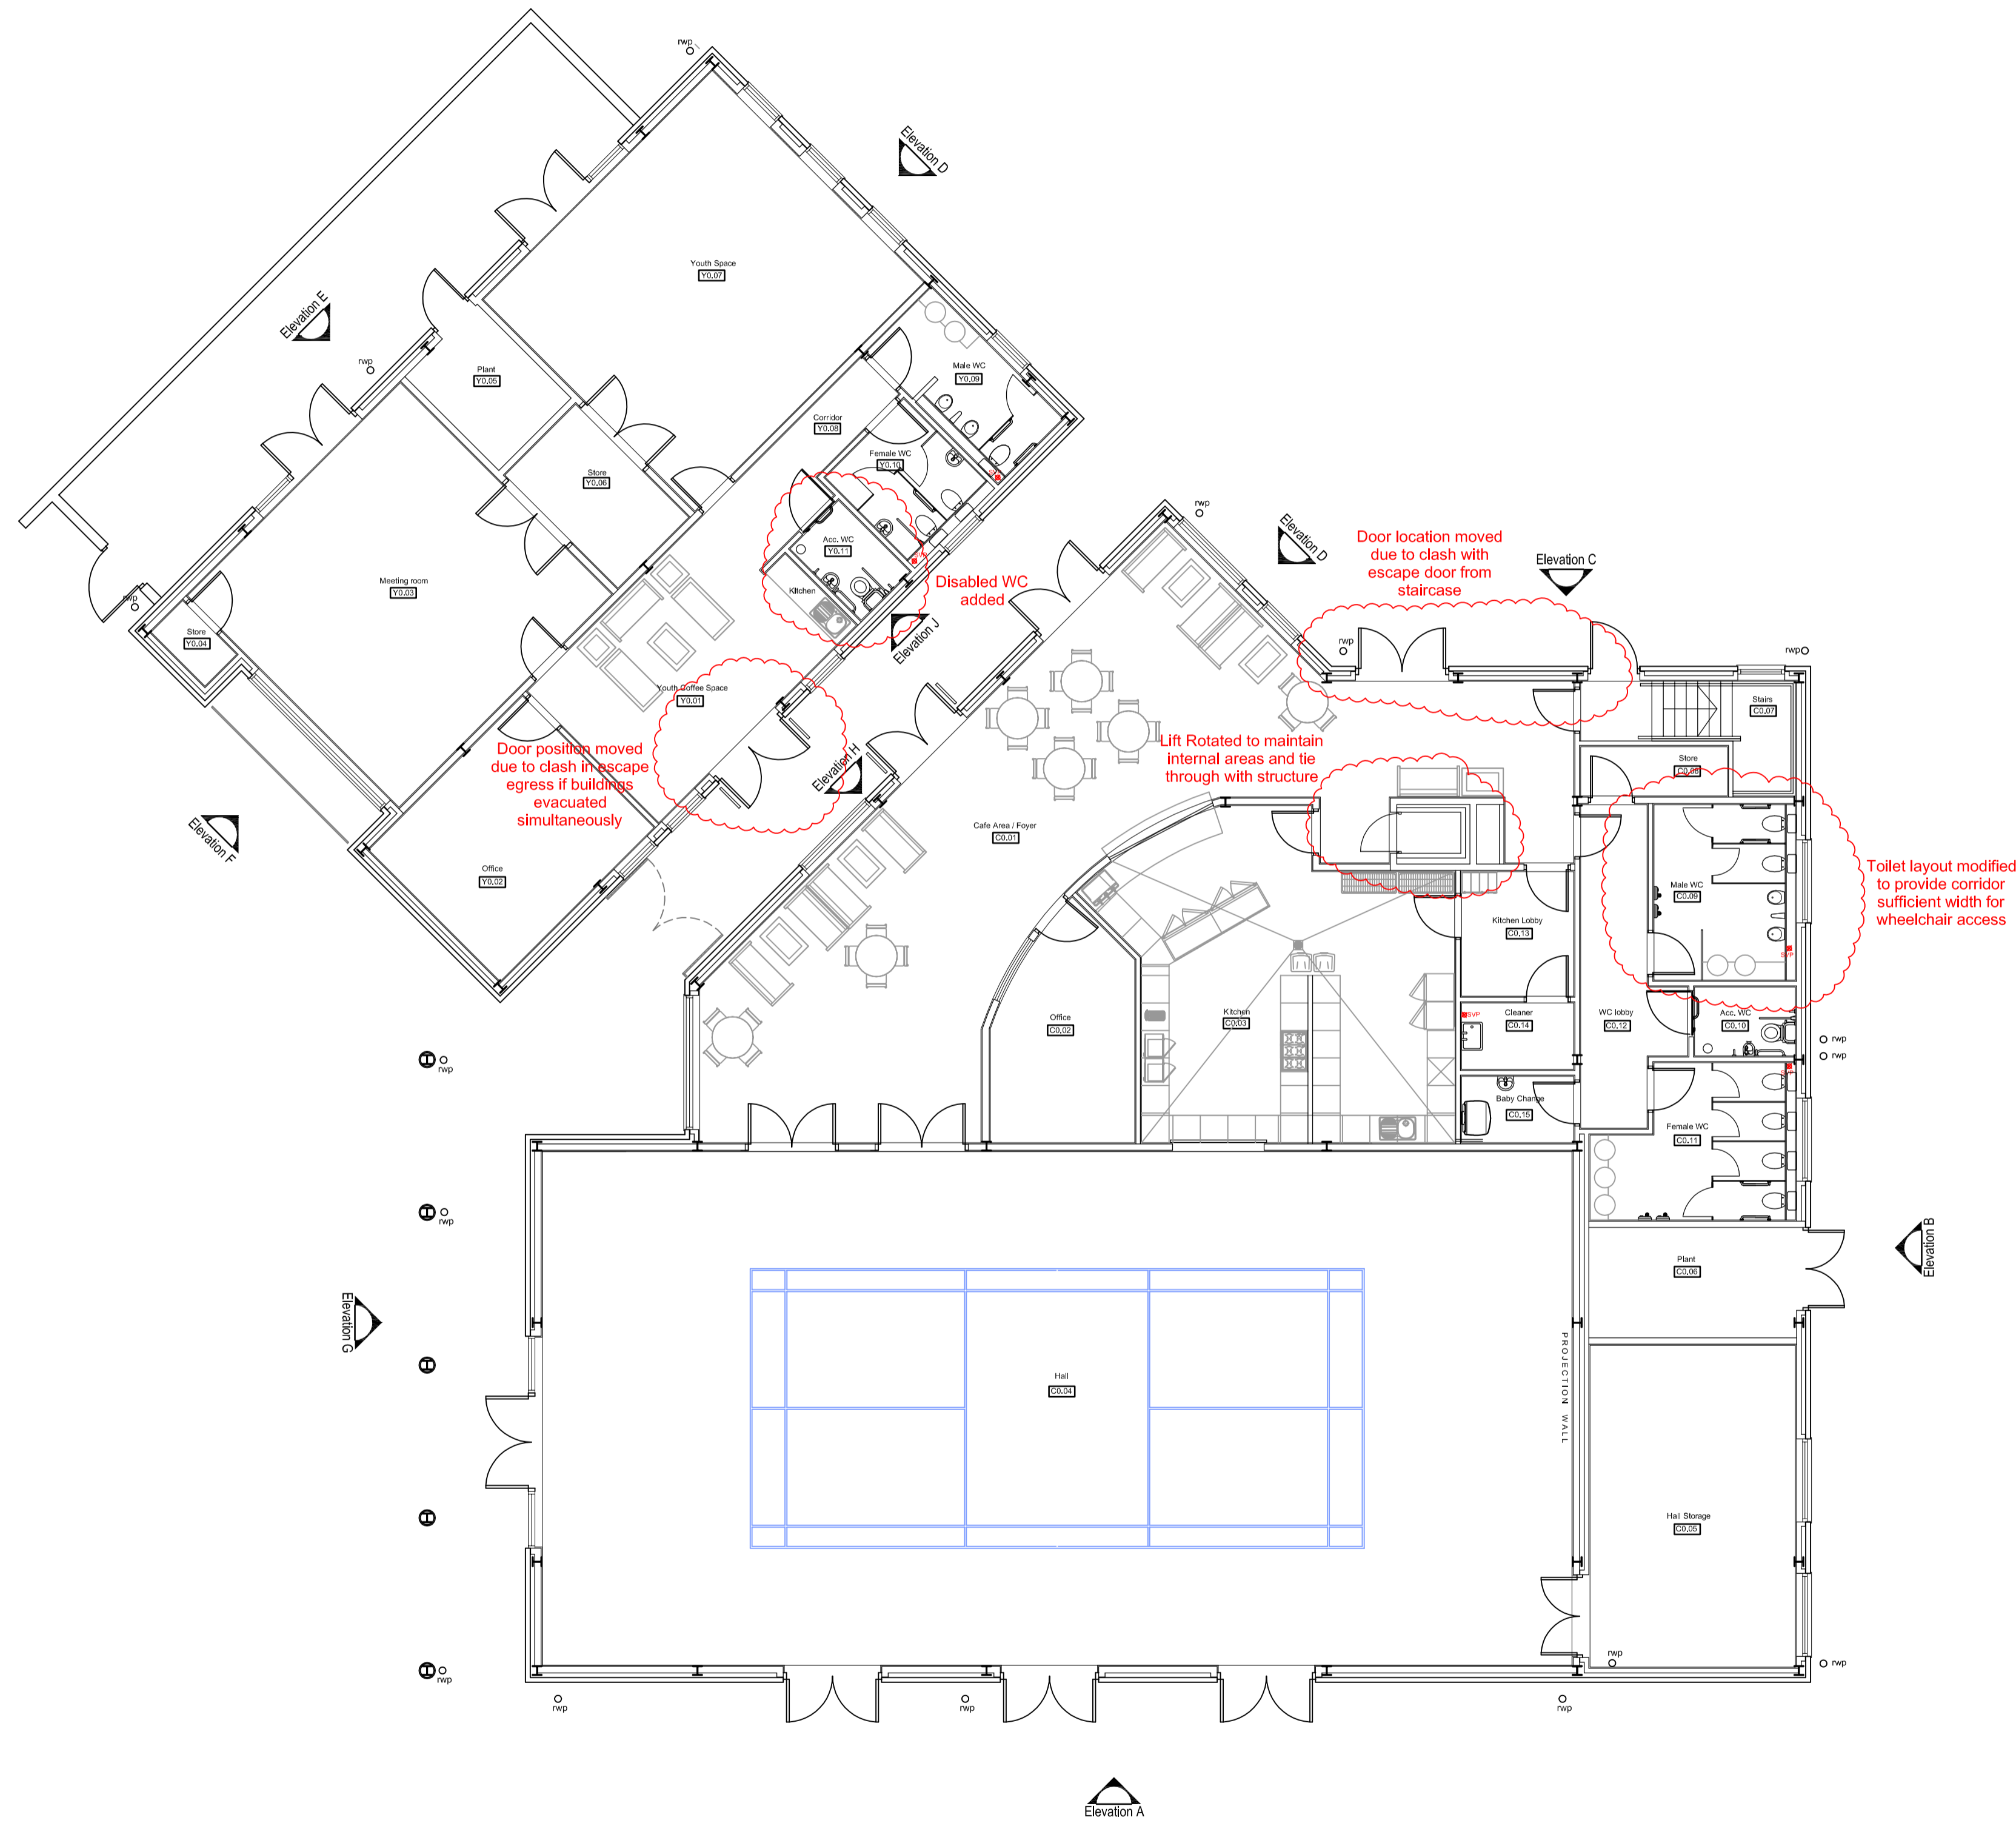 rwp
Elevation D
Youth Space
Y0.07
Elevation E
rwp
Plant
Y0.05
Male WC
Y0.09
Corridor
Y0.08
Female WC
Y0.10
Store
Y0.06
SVP
rwp
Elevation D
Door location moved
due to clash with
escape door from
staircase
Elevation C
Acc. WC
Y0.11
SVP
Disabled WC
added
Kitchen
Meeting room
Y0.03
rwp
Store
Y0.04
Elevation J
rwp
rwp
Youth Coffee Space
Y0.01
Stairs
C0.07
Door position moved
due to clash in escape
egress if buildings
evacuated
simultaneously
Elevation H
Lift Rotated to maintain
internal areas and tie
through with structure
Store
C0.08
Elevation F
Cafe Area / Foyer
C0.01
Office
Y0.02
Toilet layout modified
to provide corridor
sufficient width for
wheelchair access
Male WC
C0.09
Kitchen Lobby
C0.13
SVP
Office
C0.02
Kitchen
C0.03
SVP
Cleaner
C0.14
WC lobby
C0.12
Acc. WC
C0.10
rwp
rwp
rwp
SVP
Baby Change
C0.15
Female WC
C0.11
rwp
Elevation B
Plant
C0.06
Elevation G
PROJECTION WALL
Hall
C0.04
Hall Storage
C0.05
rwp
rwp
rwp
rwp
rwp
rwp
Elevation A